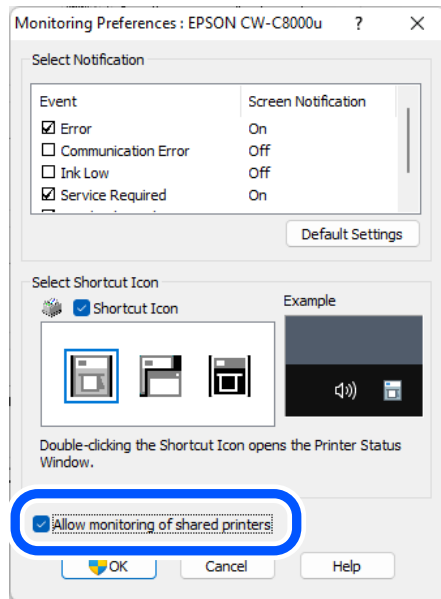 Monitoring Preferences : EPSON CW-C8000u ? ×
Select Notification
Event Screen Notification
Error On
Communication Error Off
Ink Low Off
Service Required On
Default Settings
Select Shortcut Icon
Shortcut Icon
Example
Double-clicking the Shortcut Icon opens the Printer Status
Window.
Allow monitoring of shared printers
OK Cancel Help